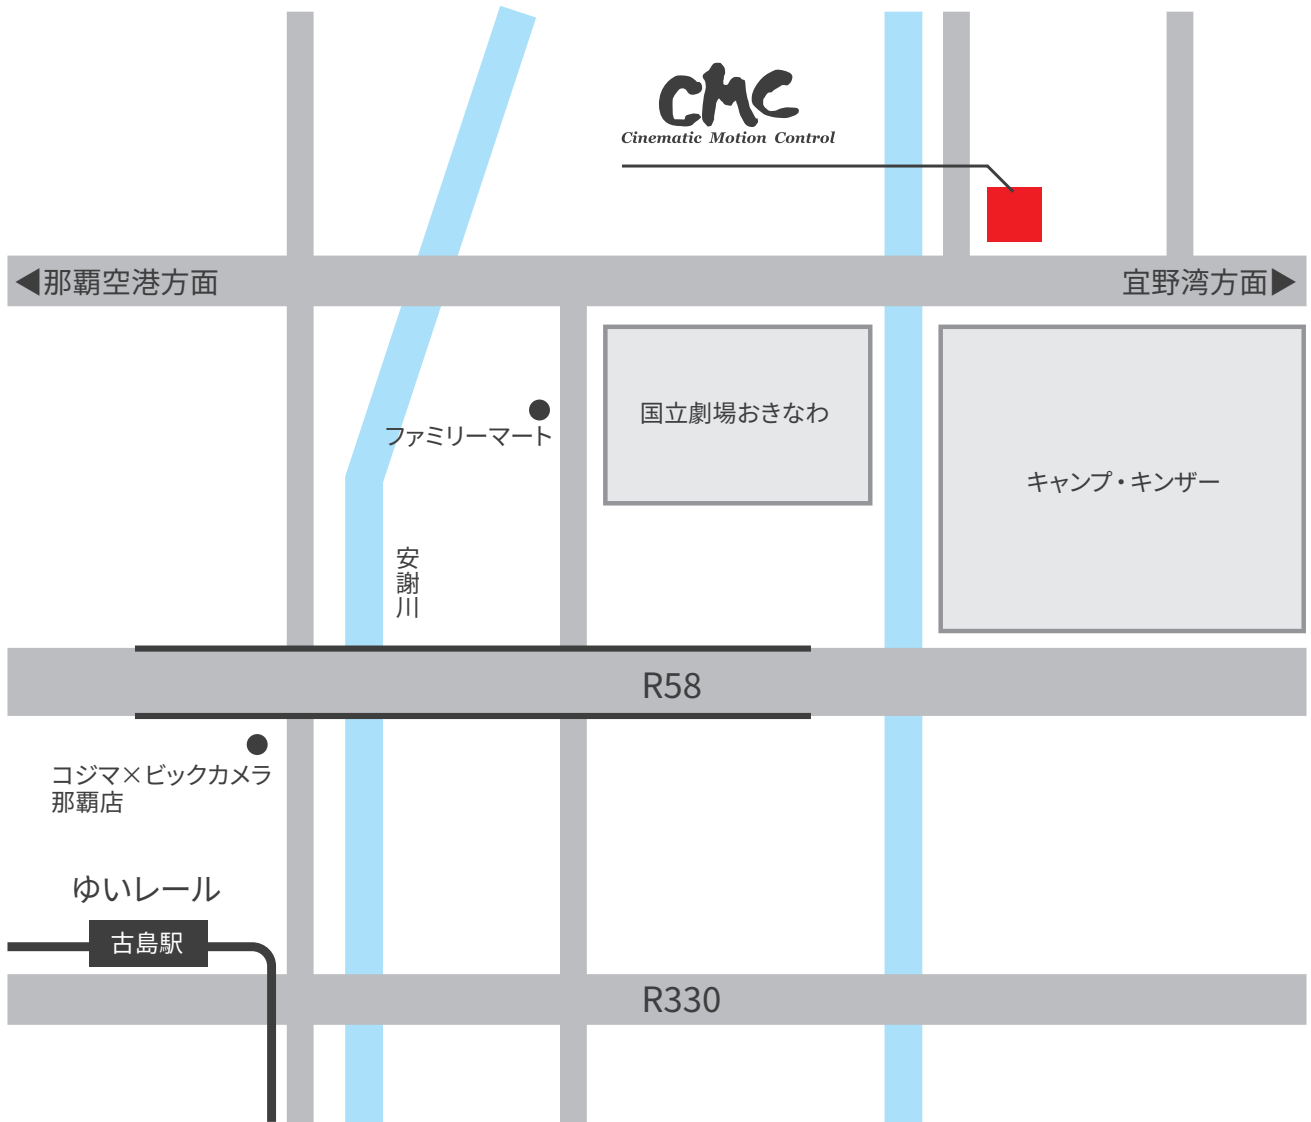 CMC
Cinematic Motion Control
◀那覇空港方面
宜野湾方面▶
国立劇場おきなわ
ファミリーマート
キャンプ・キンザー
安謝川
R58
コジマ×ビックカメラ
那覇店
ゆいレール
古島駅
R330